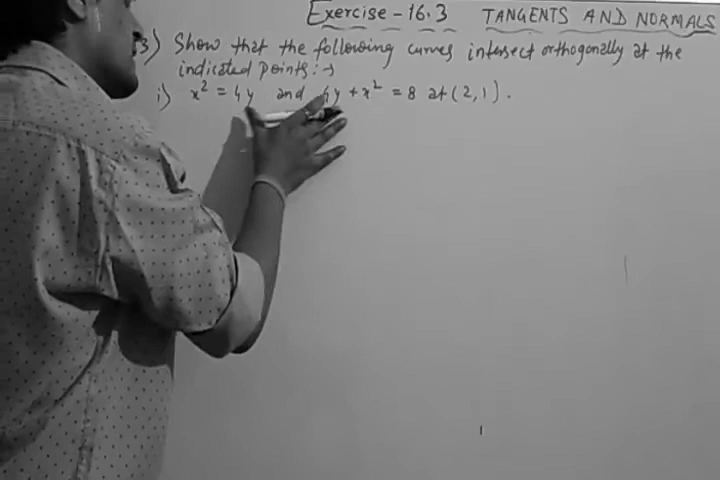 Exercise-16.3 TANGENTS AND NORMALS
3) Show that the following curves intersect orthogonally at the
indicated points:→
i) x² = 4y and 4y + x² = 8 at (2,1).